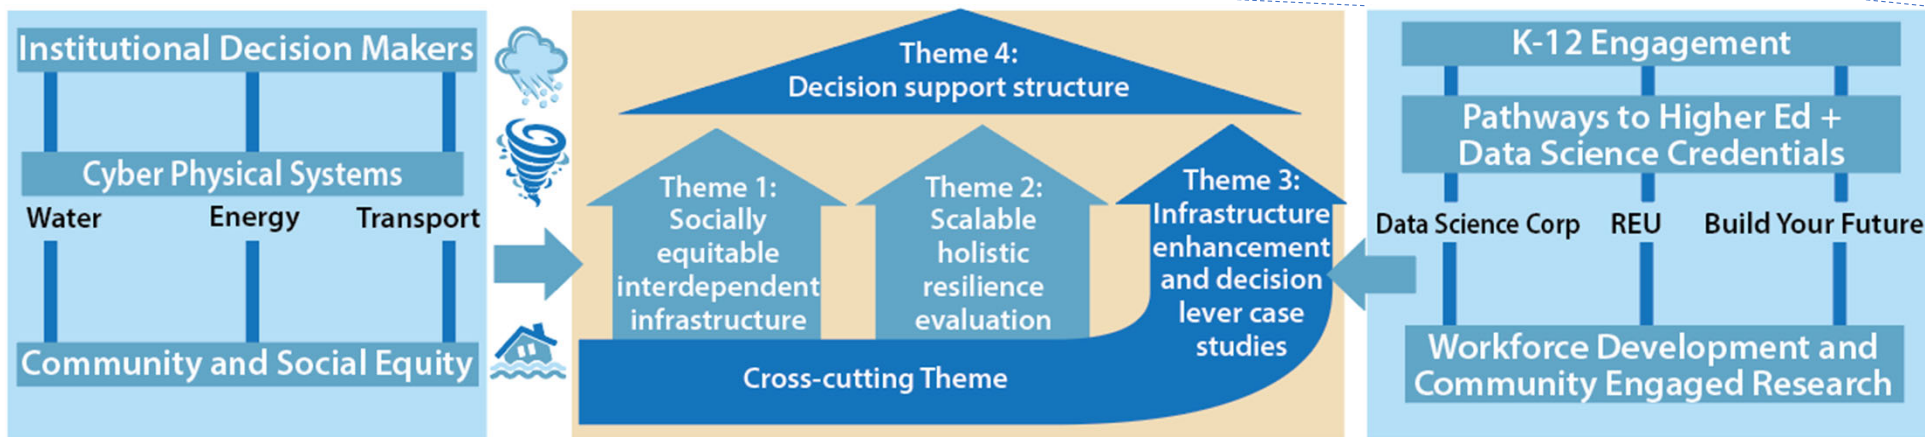 Institutional Decision Makers
Cyber Physical Systems
Water
Energy
Transport
Community and Social Equity
Theme 4:
Decision support structure
Theme 1:
Socially
equitable
interdependent
infrastructure
Theme 2:
Scalable
holistic
resilience
evaluation
Theme 3:
Infrastructure
enhancement
and decision
lever case
studies
Cross-cutting Theme
K-12 Engagement
Pathways to Higher Ed +
Data Science Credentials
Data Science Corp
REU
Build Your Future
Workforce Development and
Community Engaged Research